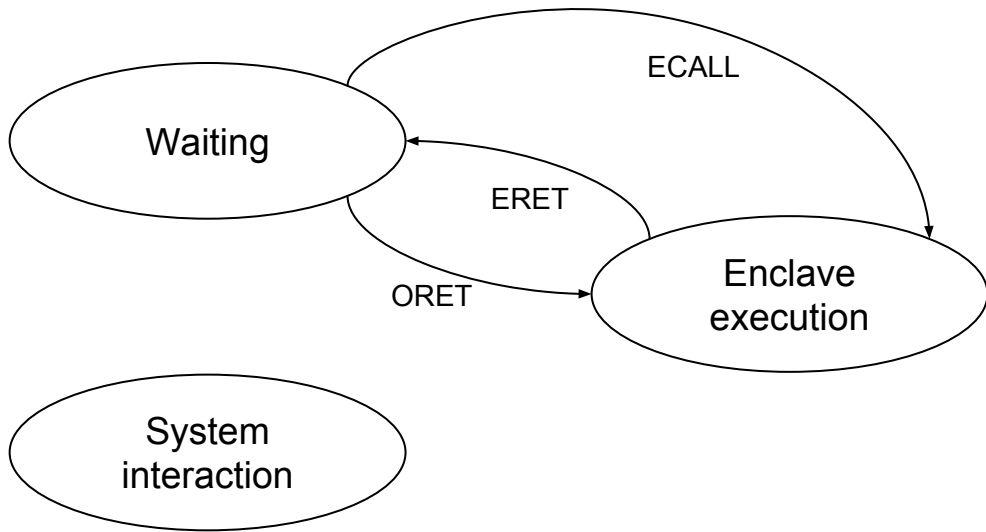 ECALL
Waiting
ERET
ORET
Enclave
execution
System
interaction